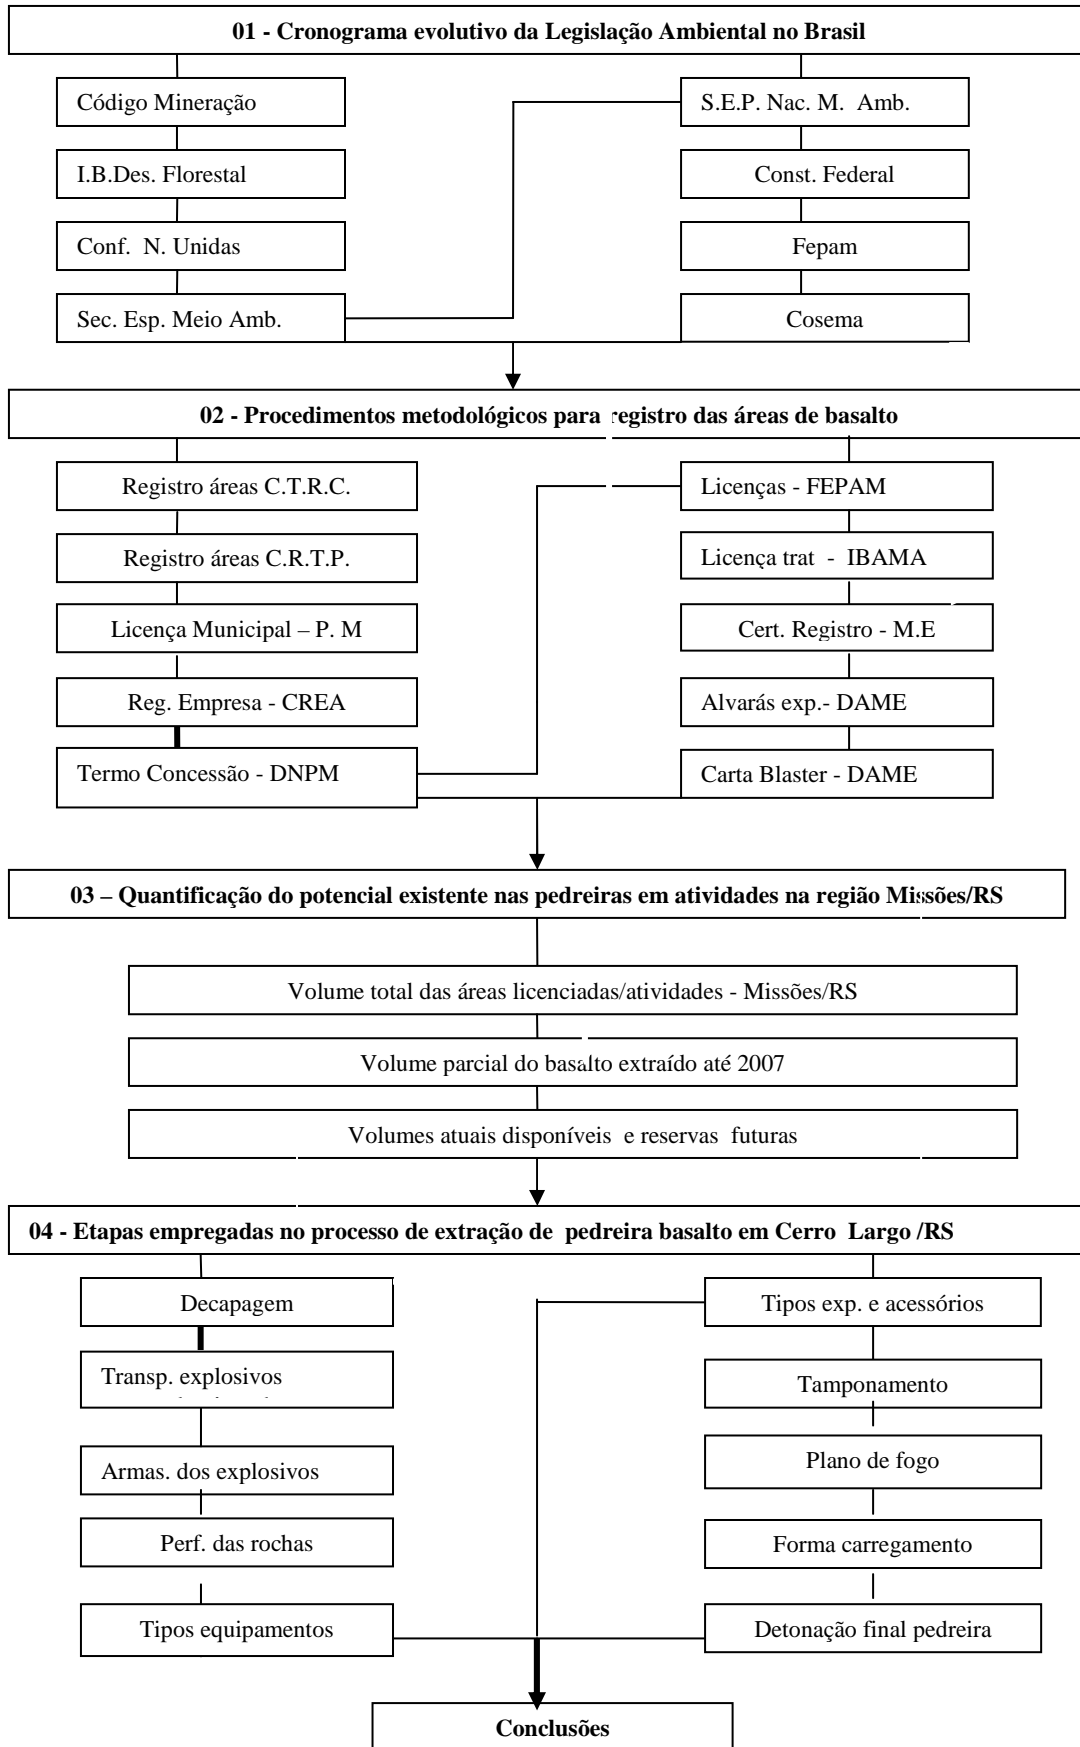 01 - Cronograma evolutivo da Legislação Ambiental no Brasil
Código Mineração
I.B.Des. Florestal
Conf. N. Unidas
Sec. Esp. Meio Amb.
S.E.P. Nac. M. Amb.
Const. Federal
Fepam
Cosema
02 - Procedimentos metodológicos para registro das áreas de basalto
Registro áreas C.T.R.C.
Registro áreas C.R.T.P.
Licença Municipal – P. M
Reg. Empresa - CREA
Termo Concessão - DNPM
Licenças - FEPAM
Licença trat - IBAMA
Cert. Registro - M.E
Alvarás exp.- DAME
Carta Blaster - DAME
03 – Quantificação do potencial existente nas pedreiras em atividades na região Missões/RS
Volume total das áreas licenciadas/atividades - Missões/RS
Volume parcial do basalto extraído até 2007
Volumes atuais disponíveis e reservas futuras
04 - Etapas empregadas no processo de extração de pedreira basalto em Cerro Largo /RS
Decapagem
Transp. explosivos
Armas. dos explosivos
Perf. das rochas
Tipos equipamentos
Tipos exp. e acessórios
Tamponamento
Plano de fogo
Forma carregamento
Detonação final pedreira
Conclusões